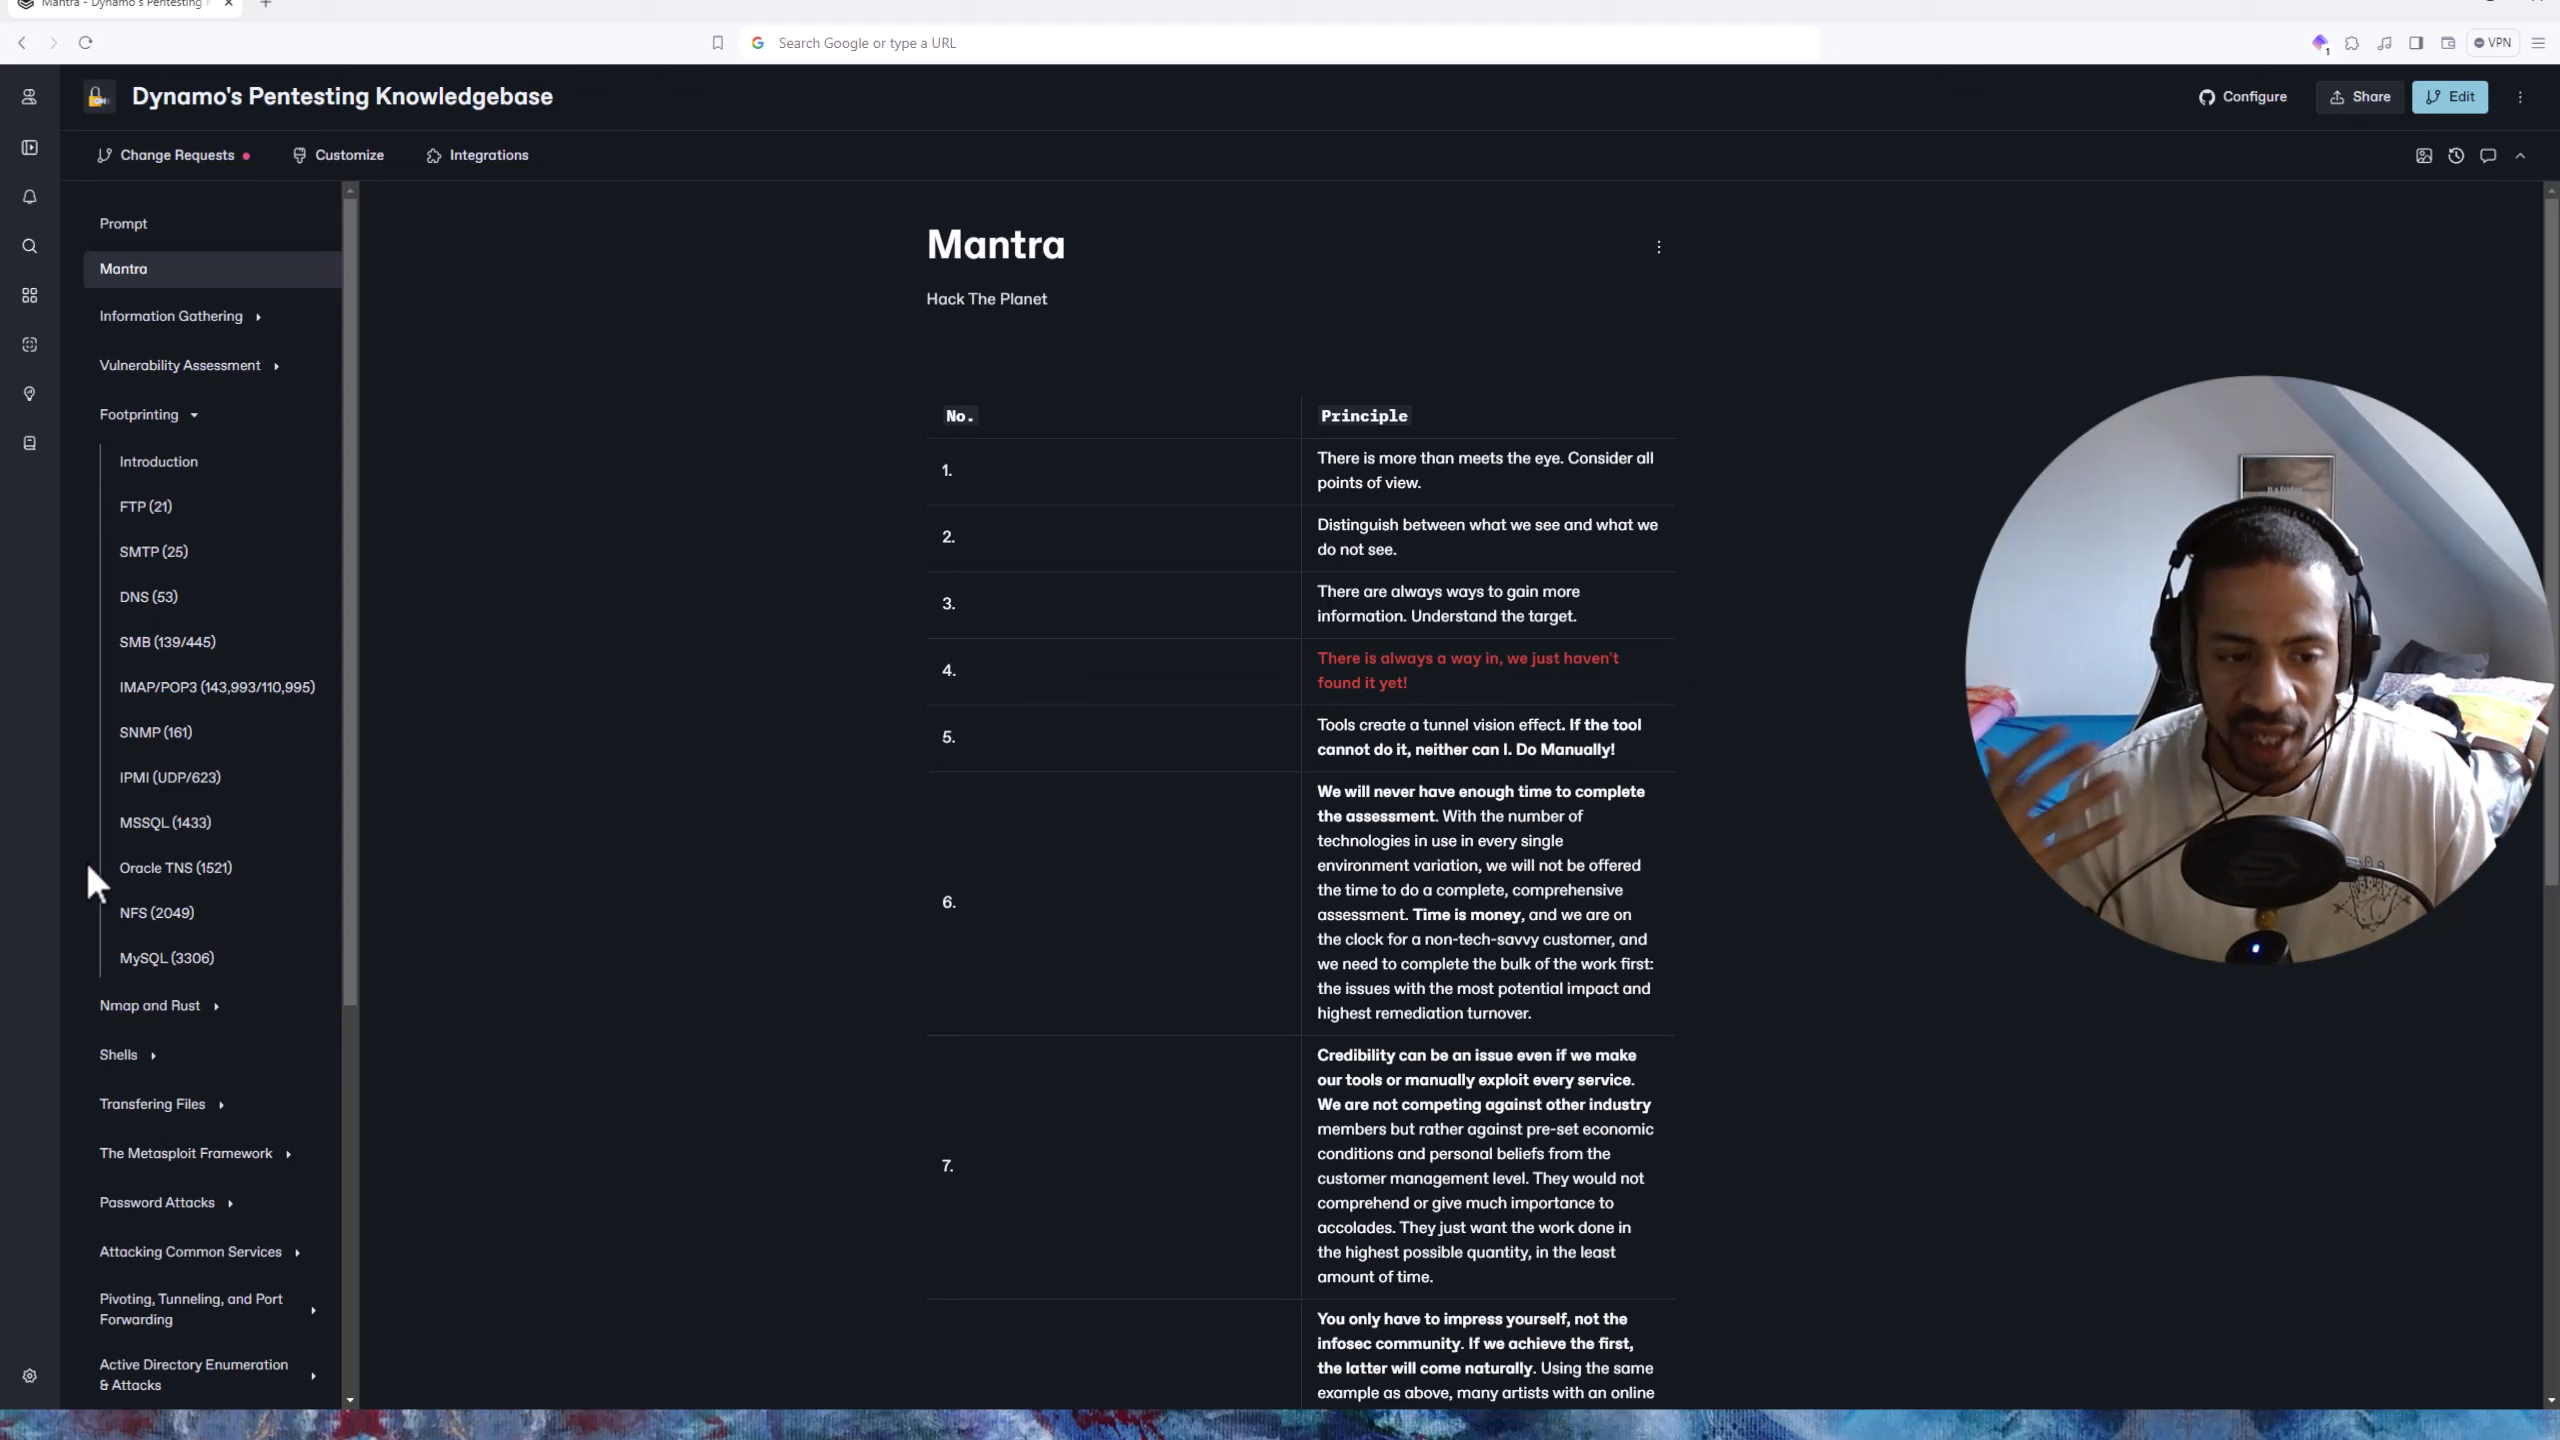 Mantra - Dynamo's Pentesting
Search Google or type a URL
1
VPN
Dynamo's Pentesting Knowledgebase
Configure
Share
Edit
Change Requests
Customize
Integrations
Prompt
Mantra
Information Gathering
Vulnerability Assessment
Footprinting
Introduction
FTP (21)
SMTP (25)
DNS (53)
SMB (139/445)
IMAP/POP3 (143,993/110,995)
SNMP (161)
IPMI (UDP/623)
MSSQL (1433)
Oracle TNS (1521)
NFS (2049)
MySQL (3306)
Nmap and Rust
Shells
Transfering Files
The Metasploit Framework
Password Attacks
Attacking Common Services
Pivoting, Tunneling, and Port
Forwarding
Active Directory Enumeration
& Attacks
Mantra
Hack The Planet
No.
Principle
1.
There is more than meets the eye. Consider all
points of view.
2.
Distinguish between what we see and what we
do not see.
3.
There are always ways to gain more
information. Understand the target.
4.
There is always a way in, we just haven't
found it yet!
5.
Tools create a tunnel vision effect. If the tool
cannot do it, neither can I. Do Manually!
6.
We will never have enough time to complete
the assessment. With the number of
technologies in use in every single
environment variation, we will not be offered
the time to do a complete, comprehensive
assessment. Time is money, and we are on
the clock for a non-tech-savvy customer, and
we need to complete the bulk of the work first:
the issues with the most potential impact and
highest remediation turnover.
7.
Credibility can be an issue even if we make
our tools or manually exploit every service.
We are not competing against other industry
members but rather against pre-set economic
conditions and personal beliefs from the
customer management level. They would not
comprehend or give much importance to
accolades. They just want the work done in
the highest possible quantity, in the least
amount of time.
You only have to impress yourself, not the
infosec community. If we achieve the first,
the latter will come naturally. Using the same
example as above, many artists with an online